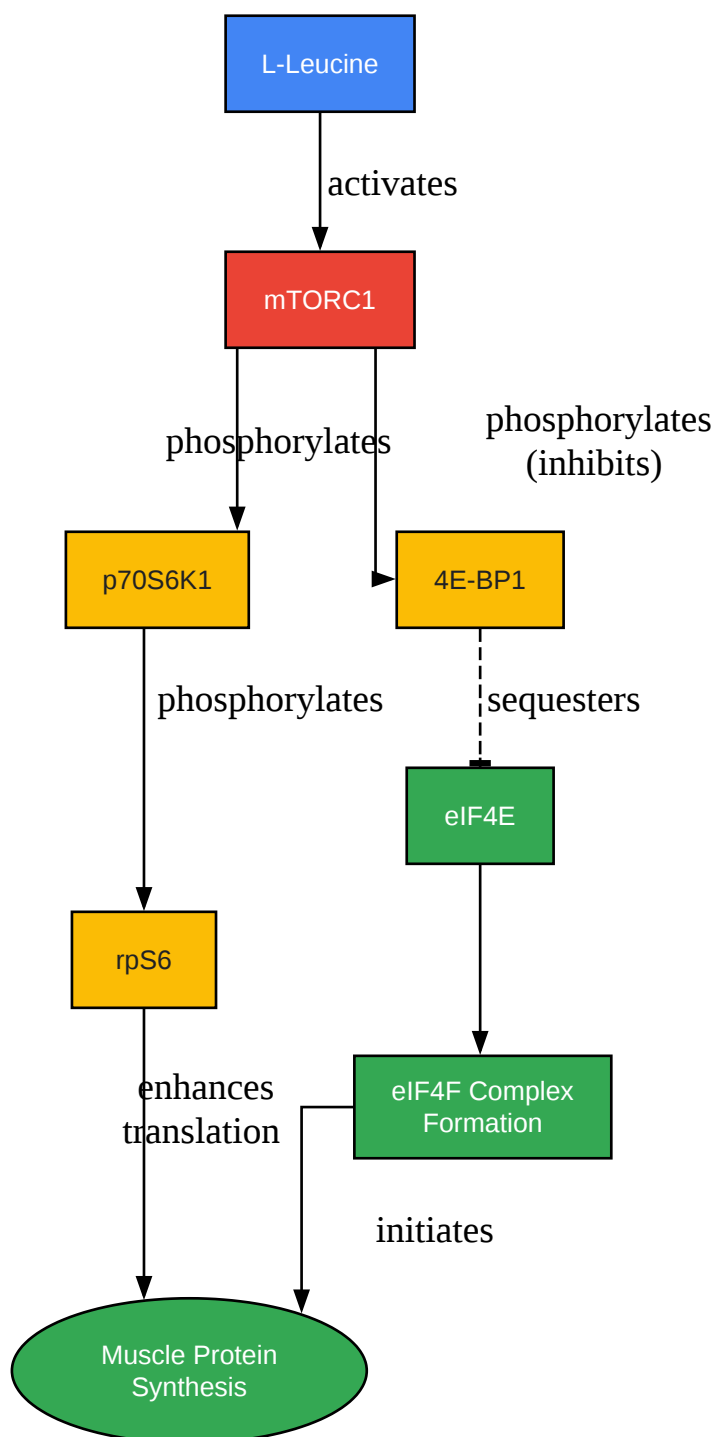 L-Leucine
activates
mTORC1
phosphorylates
phosphorylates
(inhibits)
p70S6K1
4E-BP1
phosphorylates
sequesters
eIF4E
rpS6
enhances
translation
eIF4F Complex
Formation
initiates
Muscle Protein
Synthesis